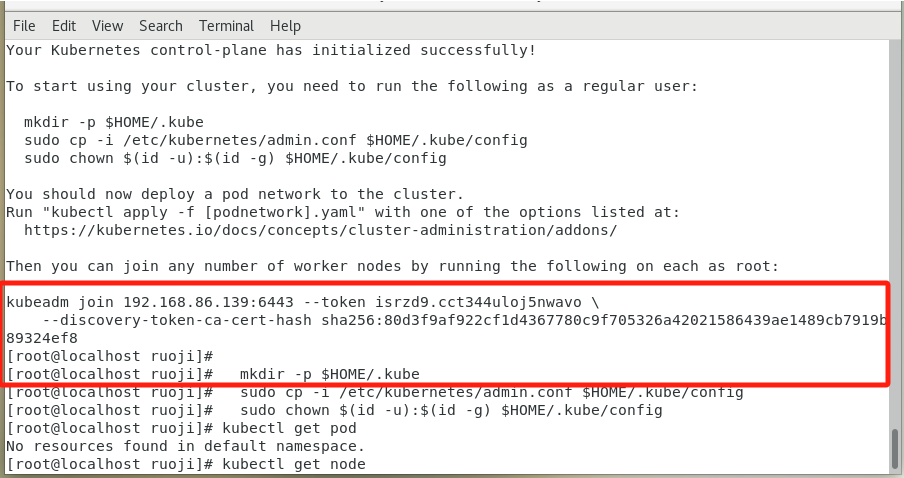 File Edit View Search Terminal Help
Your Kubernetes control-plane has initialized successfully!
To start using your cluster, you need to run the following as a regular user:
mkdir -p $HOME/.kube
sudo cp -i /etc/kubernetes/admin.conf $HOME/.kube/config
sudo chown $(id -u):$(id -g) $HOME/.kube/config
You should now deploy a pod network to the cluster.
Run "kubectl apply -f [podnetwork].yaml" with one of the options listed at:
https://kubernetes.io/docs/concepts/cluster-administration/addons/
Then you can join any number of worker nodes by running the following on each as root:
kubeadm join 192.168.86.139:6443 --token isrzd9.cct344uloj5nwavo \
--discovery-token-ca-cert-hash sha256:80d3f9af922cf1d4367780c9f705326a42021586439ae1489cb7919b
89324ef8
[root@localhost ruoji]#
[root@localhost ruoji]#   mkdir -p $HOME/.kube
[root@localhost ruoji]#   sudo cp -i /etc/kubernetes/admin.conf $HOME/.kube/config
[root@localhost ruoji]#   sudo chown $(id -u):$(id -g) $HOME/.kube/config
[root@localhost ruoji]# kubectl get pod
No resources found in default namespace.
[root@localhost ruoji]# kubectl get node